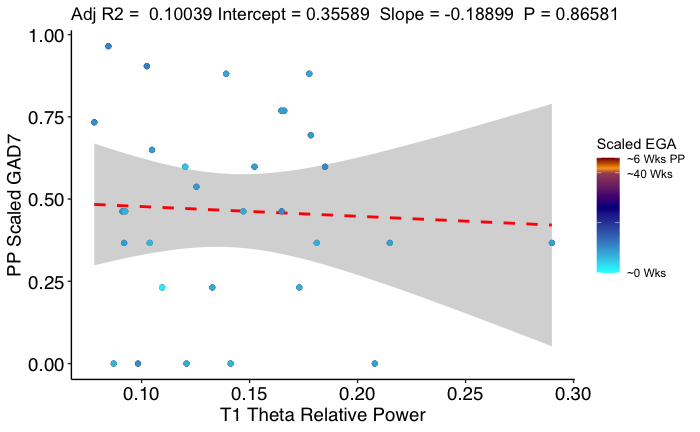 Adj R2 =  0.10039 Intercept = 0.35589  Slope = -0.18899  P = 0.86581
1.00
0.75
0.50
0.25
0.00
PP Scaled GAD7
0.10
0.15
0.20
0.25
0.30
T1 Theta Relative Power
Scaled EGA
~6 Wks PP
~40 Wks
~0 Wks